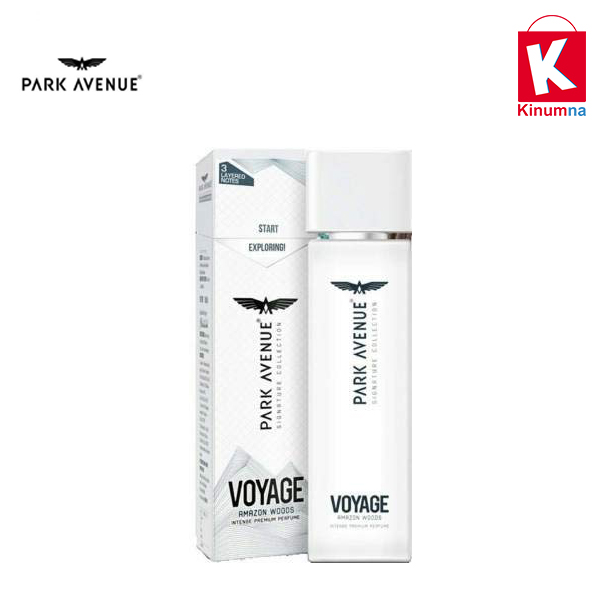 PARK AVENUE®
K
Kinumna
3
LAYERED
NOTES
START
EXPLORING!
PARK AVENUE®
SIGNATURE COLLECTION
VOYAGE
AMAZON WOODS
INTENSE PREMIUM PERFUME
PARK AVENUE®
SIGNATURE COLLECTION
VOYAGE
AMAZON WOODS
INTENSE PREMIUM PERFUME